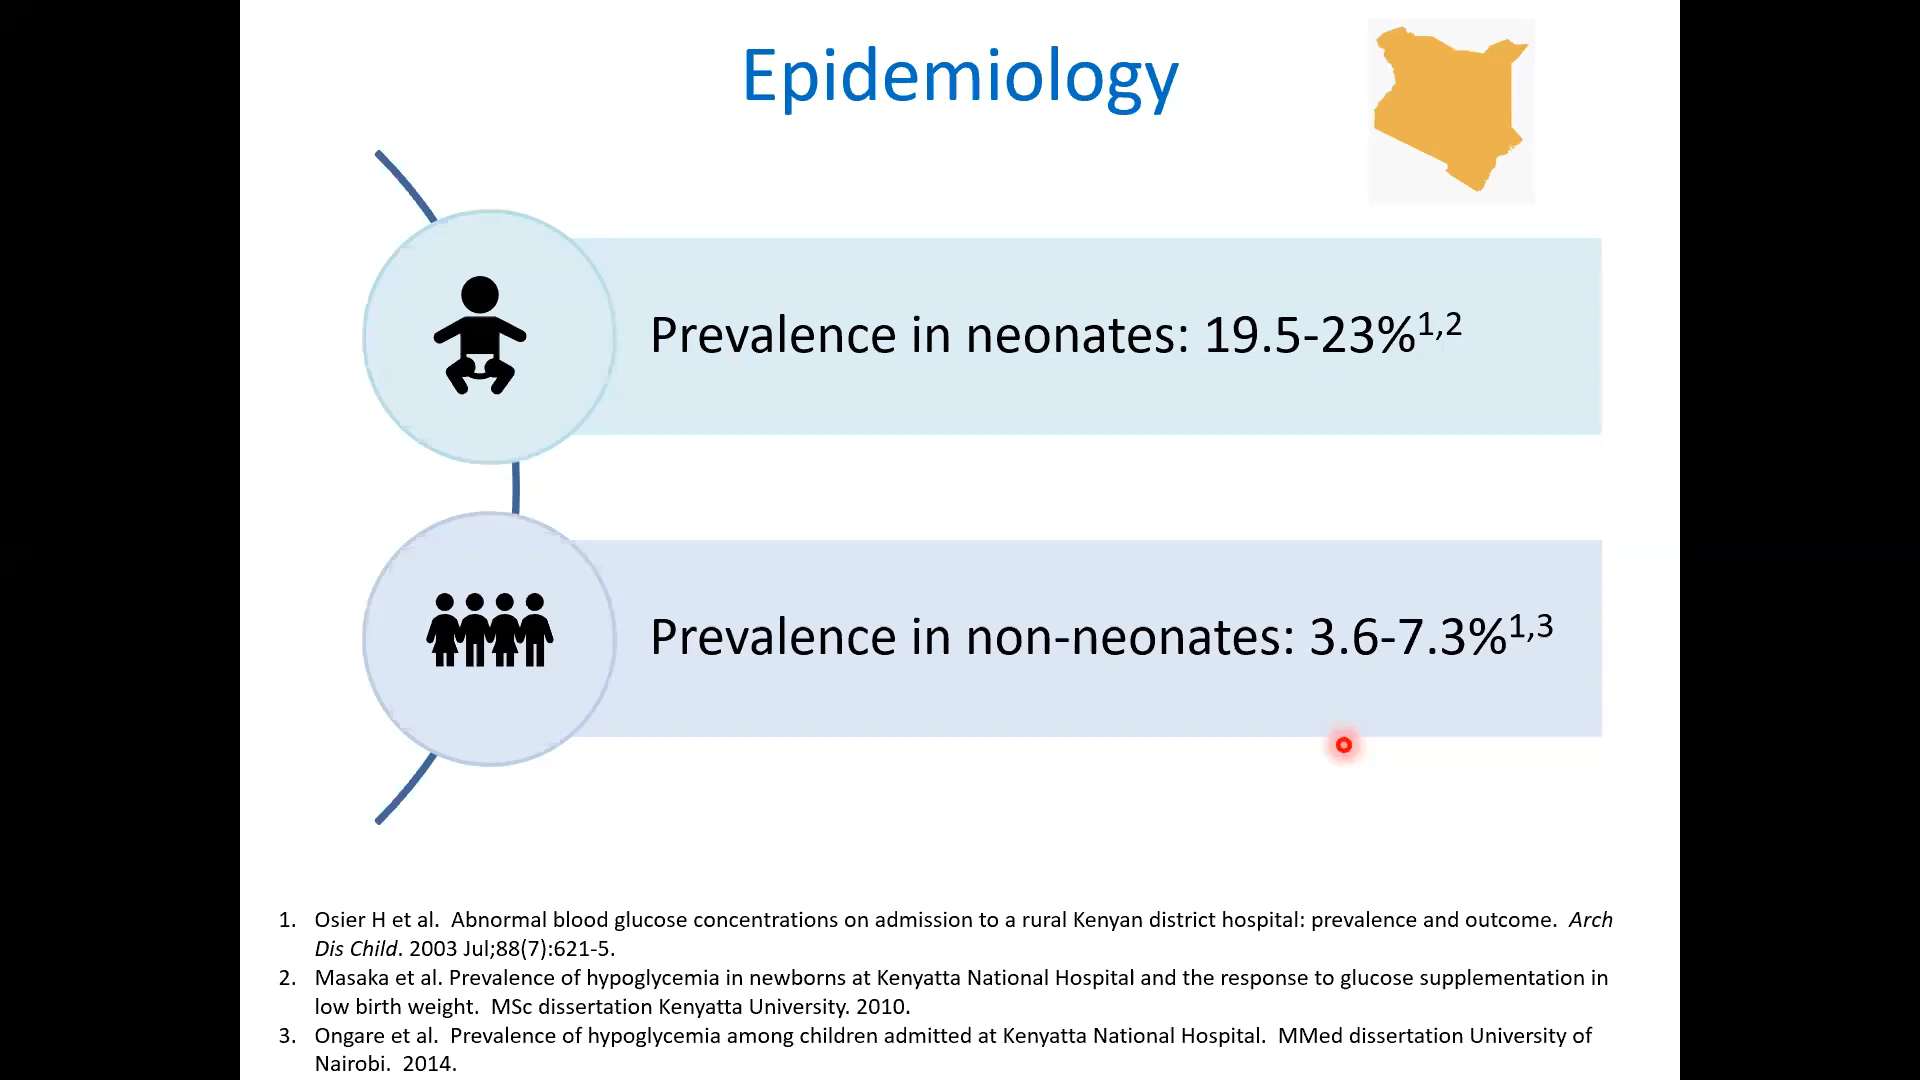 Epidemiology
Prevalence in neonates: 19.5-23%1,2
Prevalence in non-neonates: 3.6-7.3%1,3
1. Osier H et al. Abnormal blood glucose concentrations on admission to a rural Kenyan district hospital: prevalence and outcome. Arch
Dis Child. 2003 Jul;88(7):621-5.
2. Masaka et al. Prevalence of hypoglycemia in newborns at Kenyatta National Hospital and the response to glucose supplementation in
low birth weight. MSc dissertation Kenyatta University. 2010.
3. Ongare et al. Prevalence of hypoglycemia among children admitted at Kenyatta National Hospital. MMed dissertation University of
Nairobi. 2014.